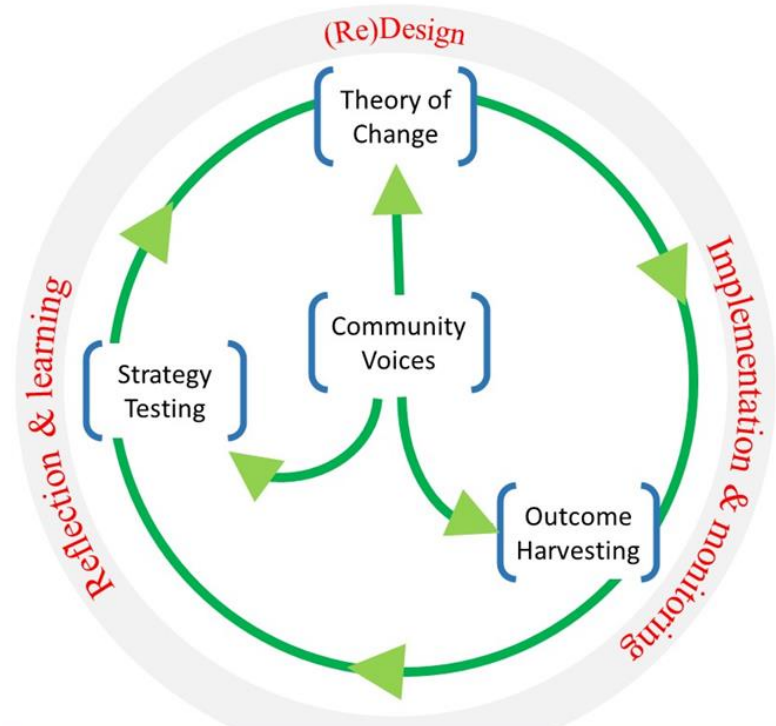 (Re)Design
Theory of
Change
Implementation & monitoring
Community
Voices
Reflection & learning
Strategy
Testing
Outcome
Harvesting